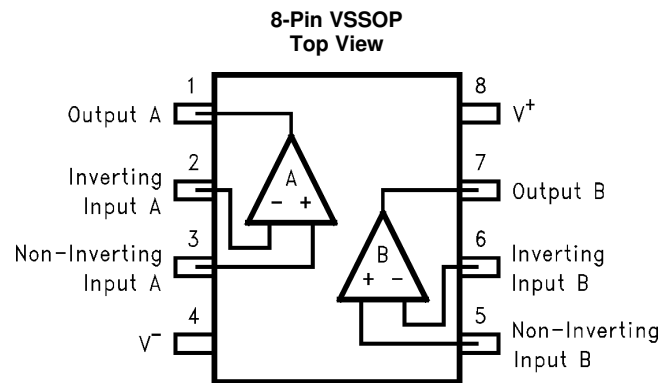 8-Pin VSSOP
Top View
1
Output A
2
Inverting
Input A
3
Non-Inverting
Input A
4
V-
A
- +
B
+ -
8
V+
7
Output B
6
Inverting
Input B
5
Non-Inverting
Input B